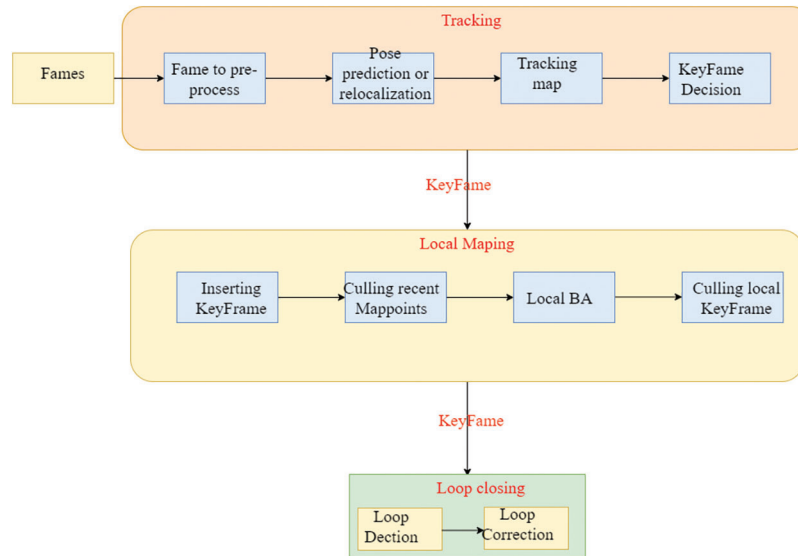 Tracking
Fames
Fame to pre-
process
Pose
prediction or
relocalization
Tracking
map
KeyFame
Decision
KeyFame
Local Maping
Inserting
KeyFrame
Culling recent
Mappoints
Local BA
Culling local
KeyFrame
KeyFame
Loop closing
Loop
Dection
Loop
Correction